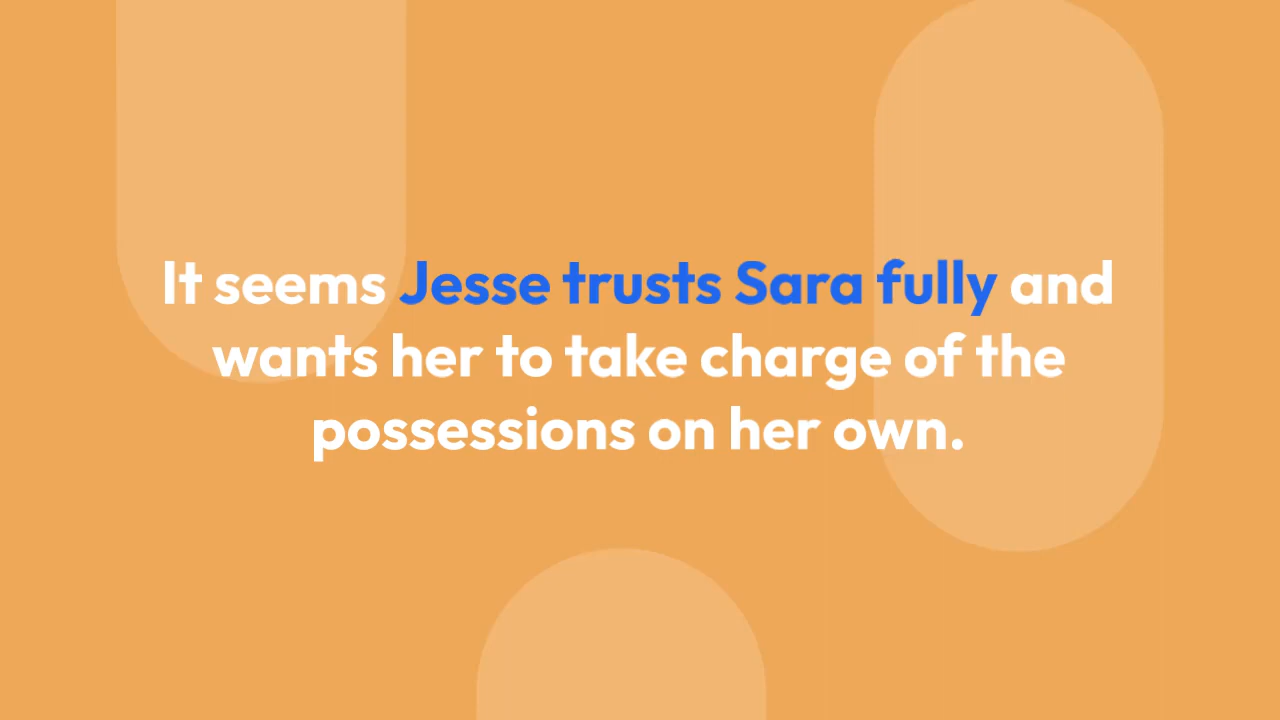 It seems Jesse trusts Sara fully and
wants her to take charge of the
possessions on her own.